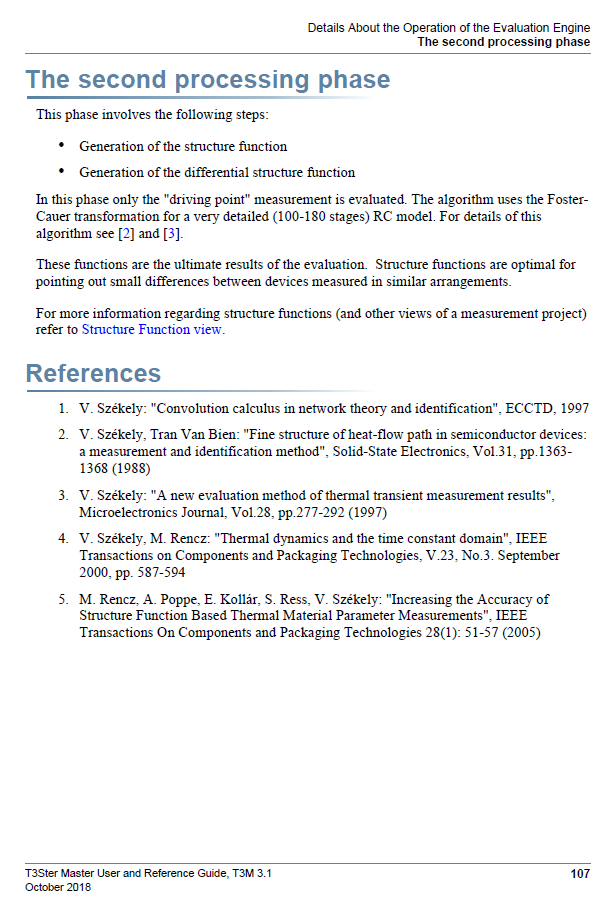 Details About the Operation of the Evaluation Engine
The second processing phase
The second processing phase
This phase involves the following steps:
• Generation of the structure function
• Generation of the differential structure function
In this phase only the "driving point" measurement is evaluated. The algorithm uses the Foster-
Cauer transformation for a very detailed (100-180 stages) RC model. For details of this
algorithm see [2] and [3].
These functions are the ultimate results of the evaluation.  Structure functions are optimal for
pointing out small differences between devices measured in similar arrangements.
For more information regarding structure functions (and other views of a measurement project)
refer to Structure Function view.
References
1. V. Székely: "Convolution calculus in network theory and identification", ECCTD, 1997
2. V. Székely, Tran Van Bien: "Fine structure of heat-flow path in semiconductor devices:
a measurement and identification method", Solid-State Electronics, Vol.31, pp.1363-
1368 (1988)
3. V. Székely: "A new evaluation method of thermal transient measurement results",
Microelectronics Journal, Vol.28, pp.277-292 (1997)
4. V. Székely, M. Rencz: "Thermal dynamics and the time constant domain", IEEE
Transactions on Components and Packaging Technologies, V.23, No.3. September
2000, pp. 587-594
5. M. Rencz, A. Poppe, E. Kollár, S. Ress, V. Székely: "Increasing the Accuracy of
Structure Function Based Thermal Material Parameter Measurements", IEEE
Transactions On Components and Packaging Technologies 28(1): 51-57 (2005)
T3Ster Master User and Reference Guide, T3M 3.1
107
October 2018